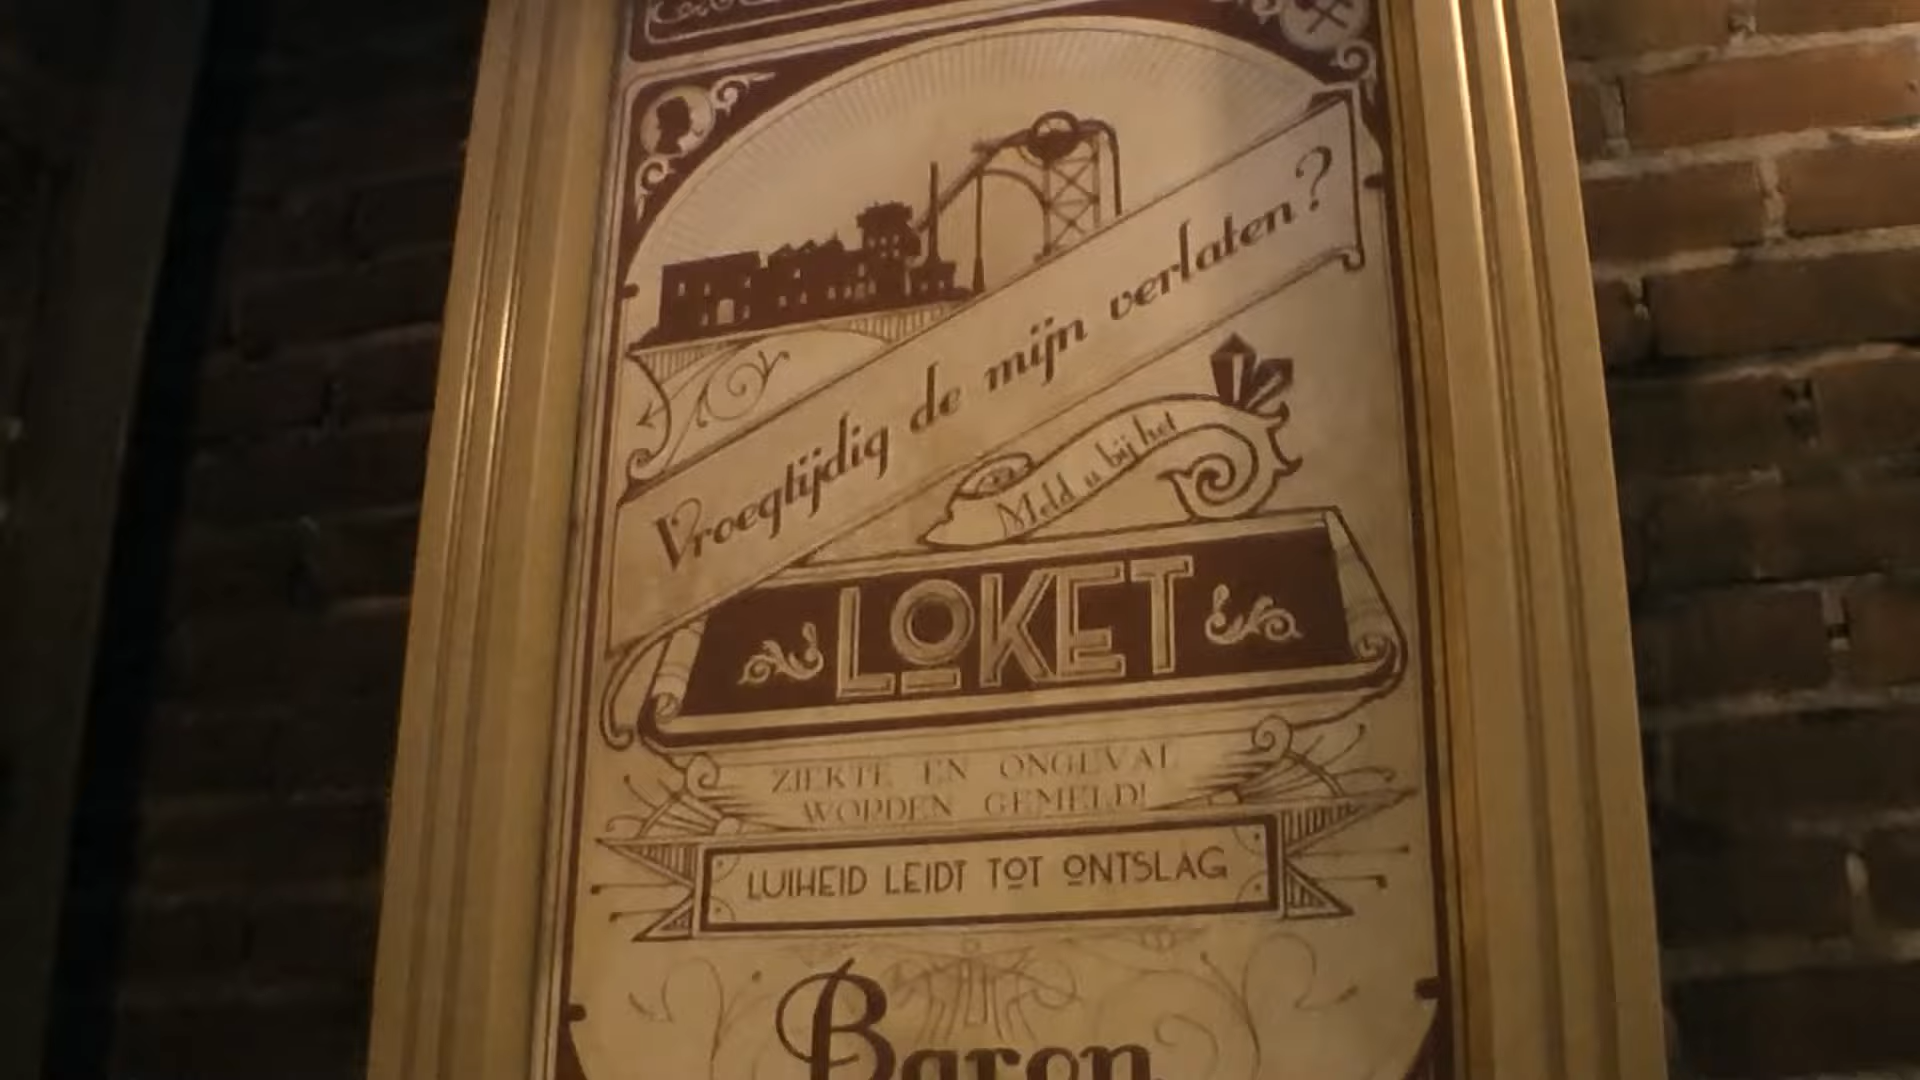 Vroegtijdig de mijn verlaten?
Meld u bij het
LOKET
ZIEKTE EN ONGEVAL
WORDEN GEMELD!
LUIHEID LEIDT TOT ONTSLAG
Baron